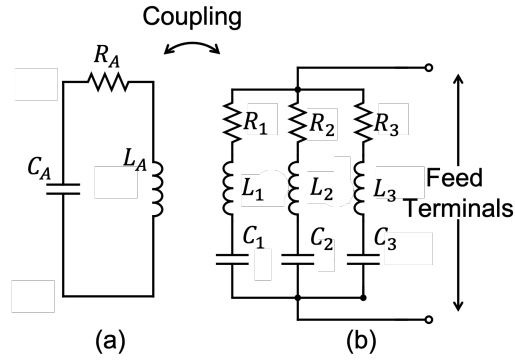 Coupling
R_A
C_A
L_A
R_1
R_2
R_3
L_1
L_2
L_3
C_1
C_2
C_3
Feed
Terminals
(a)
(b)